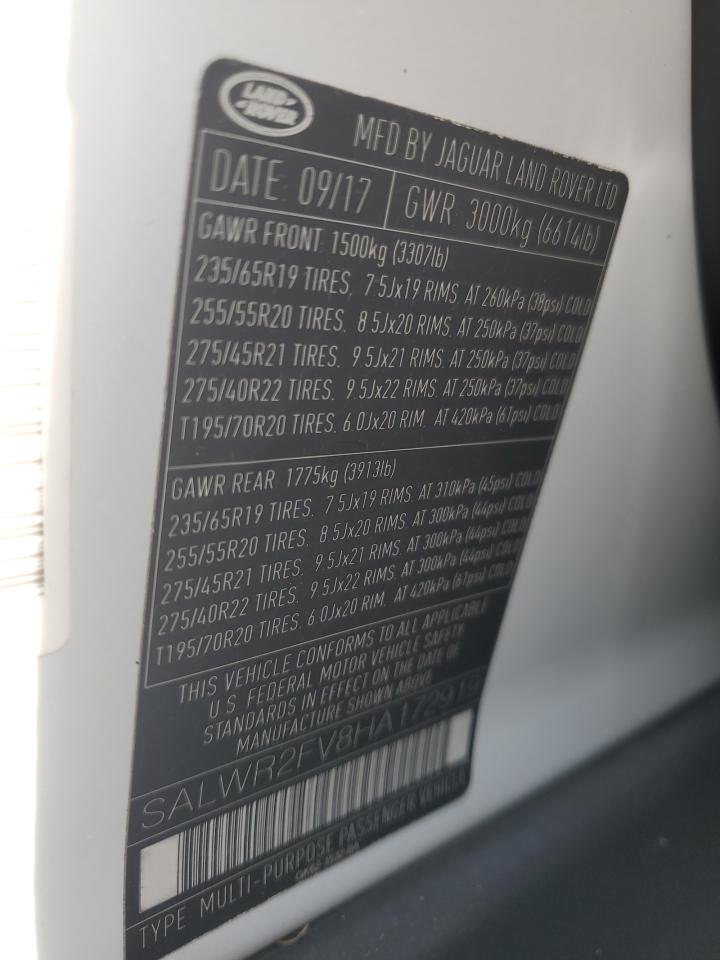 LAND-
-ROVER
MFD BY JAGUAR LAND ROVER LTD
DATE 09/17 GWR 3000kg (6614lb)
GAWR FRONT 1500kg (3307lb)
235/65R19 TIRES, 7.5Jx19 RIMS, AT 260kPa (38psi) COLD
255/55R20 TIRES, 8.5Jx20 RIMS, AT 250kPa (37psi) COLD
275/45R21 TIRES, 9.5Jx21 RIMS, AT 250kPa (37psi) COLD
275/40R22 TIRES, 9.5Jx22 RIMS, AT 250kPa (37psi) COLD
T195/70R20 TIRES, 6.0Jx20 RIM, AT 420kPa (61psi) COLD
GAWR REAR 1775kg (3913lb)
235/65R19 TIRES, 7.5Jx19 RIMS, AT 310kPa (45psi) COLD
255/55R20 TIRES, 8.5Jx20 RIMS, AT 300kPa (44psi) COLD
275/45R21 TIRES, 9.5Jx21 RIMS, AT 300kPa (44psi) COLD
275/40R22 TIRES, 9.5Jx22 RIMS, AT 300kPa (44psi) COLD
T195/70R20 TIRES, 6.0Jx20 RIM, AT 420kPa (61psi) COLD
THIS VEHICLE CONFORMS TO ALL APPLICABLE
U.S. FEDERAL MOTOR VEHICLE SAFETY
STANDARDS IN EFFECT ON THE DATE OF
MANUFACTURE SHOWN ABOVE
SALWR2FV8HA172919
TYPE MULTI-PURPOSE PASSENGER VEHICLE